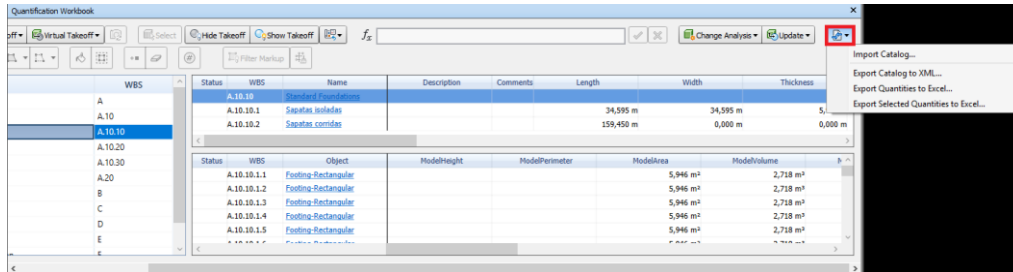 Quantification Workbook
off Virtual Takeoff Select Hide Takeoff Show Takeoff fx Change Analysis Update
Filter Markup
Import Catalog...
Export Catalog to XML...
Export Quantities to Excel...
Export Selected Quantities to Excel...
WBS
A
A.10
A.10.10
A.10.20
A.10.30
A.20
B
C
D
E
Status WBS Name Description Comments Length Width Thickness
A.10.10 Standard Foundations
A.10.10.1 Sapatas isoladas 34,595 m 34,595 m 5,
A.10.10.2 Sapatas corridas 159,450 m 0,000 m 0,000 m
Status WBS Object ModelHeight ModelPerimeter ModelArea ModelVolume
A.10.10.1.1 Footing-Rectangular 5,946 m² 2,718 m³
A.10.10.1.2 Footing-Rectangular 5,946 m² 2,718 m³
A.10.10.1.3 Footing-Rectangular 5,946 m² 2,718 m³
A.10.10.1.4 Footing-Rectangular 5,946 m² 2,718 m³
A.10.10.1.5 Footing-Rectangular 5,946 m² 2,718 m³